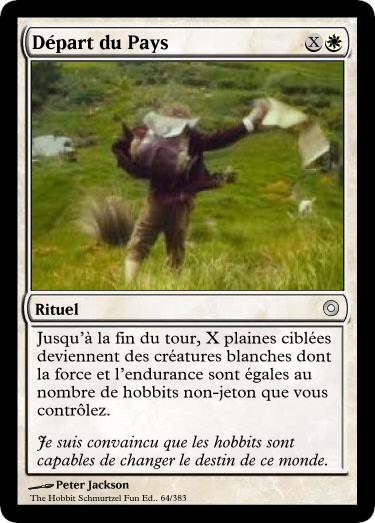 Départ du Pays X
Rituel
Jusqu'à la fin du tour, X plaines ciblées
deviennent des créatures blanches dont
la force et l'endurance sont égales au
nombre de hobbits non-jeton que vous
contrôlez.
Je suis convaincu que les hobbits sont
capables de changer le destin de ce monde.
Peter Jackson
The Hobbit Schmurtzel Fun Ed.. 64/383